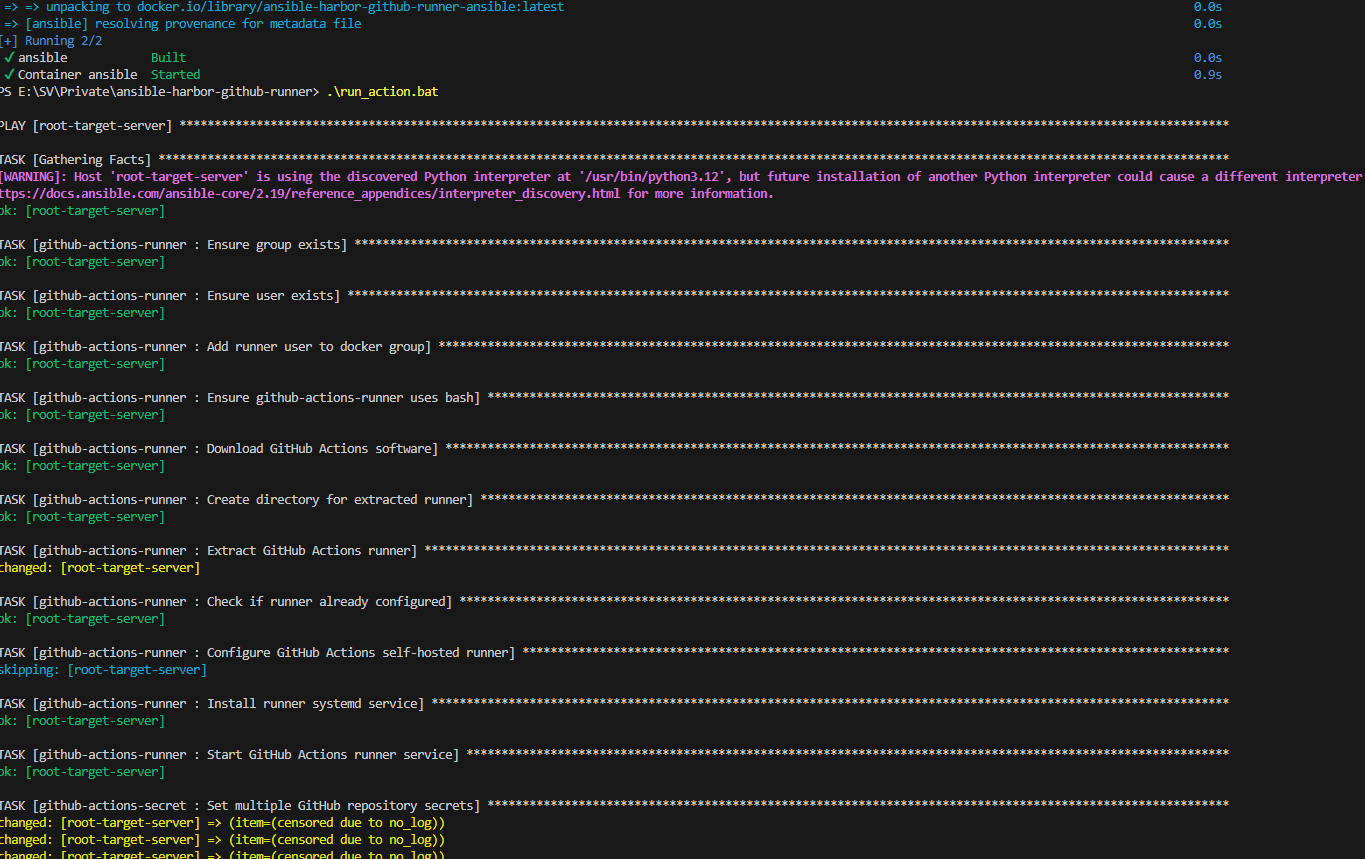 => => unpacking to docker.io/library/ansible-harbor-github-runner-ansible:latest 0.0s
=> [ansible] resolving provenance for metadata file 0.0s
[+] Running 2/2
✓ ansible Built 0.0s
✓ Container ansible Started 0.9s
PS E:\SV\Private\ansible-harbor-github-runner> .\run_action.bat
PLAY [root-target-server] ******************************************************************************************************************************************************
TASK [Gathering Facts] *********************************************************************************************************************************************************
[WARNING]: Host 'root-target-server' is using the discovered Python interpreter at '/usr/bin/python3.12', but future installation of another Python interpreter could cause a different interpreter
ttps://docs.ansible.com/ansible-core/2.19/reference_appendices/interpreter_discovery.html for more information.
ok: [root-target-server]
TASK [github-actions-runner : Ensure group exists] *****************************************************************************************************************************
ok: [root-target-server]
TASK [github-actions-runner : Ensure user exists] ******************************************************************************************************************************
ok: [root-target-server]
TASK [github-actions-runner : Add runner user to docker group] *****************************************************************************************************************
ok: [root-target-server]
TASK [github-actions-runner : Ensure github-actions-runner uses bash] **********************************************************************************************************
ok: [root-target-server]
TASK [github-actions-runner : Download GitHub Actions software] ****************************************************************************************************************
ok: [root-target-server]
TASK [github-actions-runner : Create directory for extracted runner] ***********************************************************************************************************
ok: [root-target-server]
TASK [github-actions-runner : Extract GitHub Actions runner] *******************************************************************************************************************
changed: [root-target-server]
TASK [github-actions-runner : Check if runner already configured] **************************************************************************************************************
ok: [root-target-server]
TASK [github-actions-runner : Configure GitHub Actions self-hosted runner] *****************************************************************************************************
skipping: [root-target-server]
TASK [github-actions-runner : Install runner systemd service] ******************************************************************************************************************
ok: [root-target-server]
TASK [github-actions-runner : Start GitHub Actions runner service] *************************************************************************************************************
ok: [root-target-server]
TASK [github-actions-secret : Set multiple GitHub repository secrets] **********************************************************************************************************
changed: [root-target-server] => (item=(censored due to no_log))
changed: [root-target-server] => (item=(censored due to no_log))
changed: [root-target-server] => (item=(censored due to no_log))